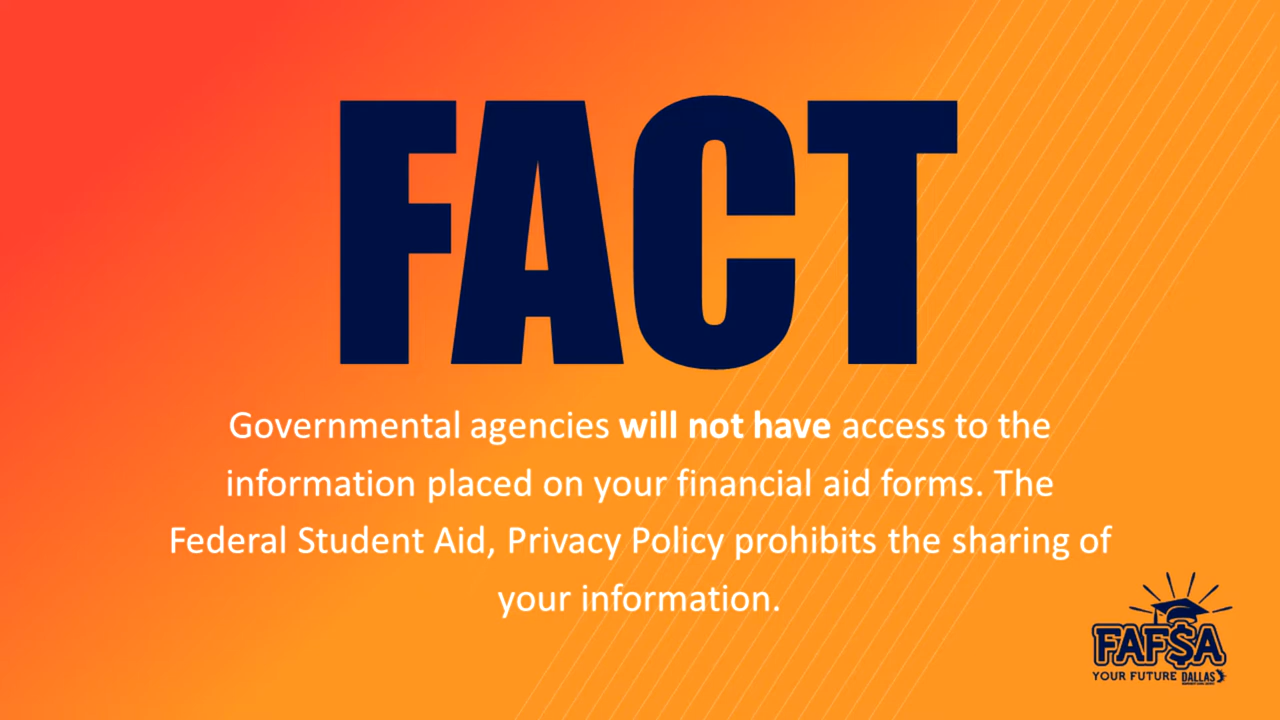 FACT
Governmental agencies will not have access to the
information placed on your financial aid forms. The
Federal Student Aid, Privacy Policy prohibits the sharing of
your information.
FAF$A
YOUR FUTURE DALLAS